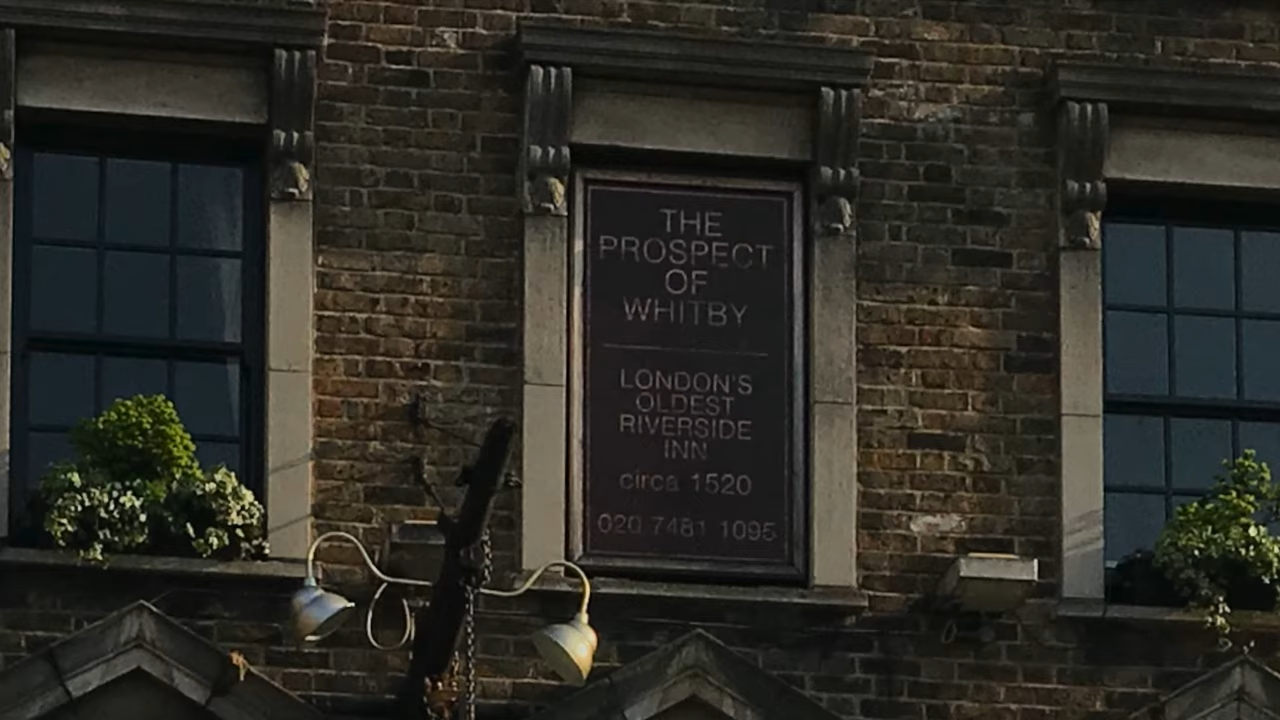 THE
PROSPECT
OF
WHITBY
LONDON'S
OLDEST
RIVERSIDE
INN
circa 1520
020 7481 1095